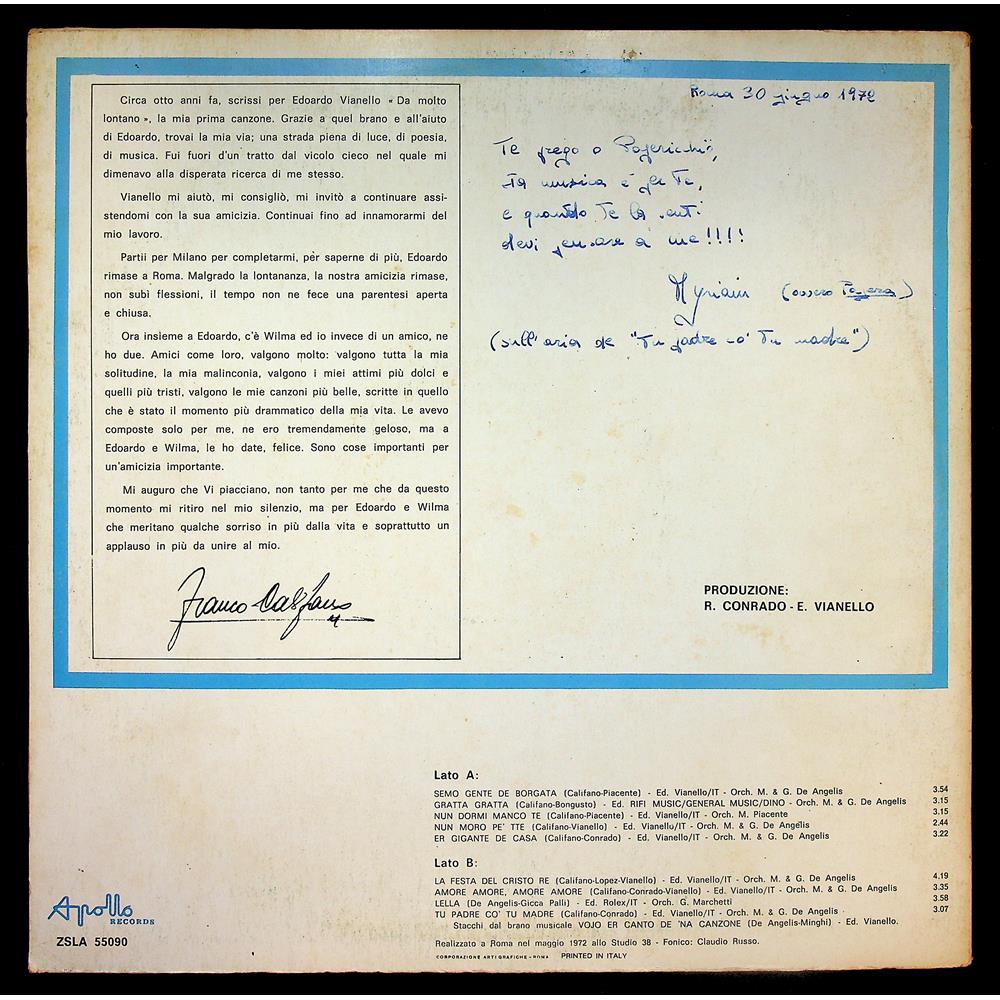 Circa otto anni fa, scrissi per Edoardo Vianello « Da molto
lontano », la mia prima canzone. Grazie a quel brano e all'aiuto
di Edoardo, trovai la mia via; una strada piena di luce, di poesia,
di musica. Fui fuori d'un tratto dal vicolo cieco nel quale mi
dimenavo alla disperata ricerca di me stesso.
Vianello mi aiutò, mi consigliò, mi invitò a continuare assi-
stendomi con la sua amicizia. Continuai fino ad innamorarmi del
mio lavoro.
Partii per Milano per completarmi, per saperne di più, Edoardo
rimase a Roma. Malgrado la lontananza, la nostra amicizia rimase,
non subì flessioni, il tempo non ne fece una parentesi aperta
e chiusa.
Ora insieme a Edoardo, c'è Wilma ed io invece di un amico, ne
ho due. Amici come loro, valgono molto: valgono tutta la mia
solitudine, la mia malinconia, valgono i miei attimi più dolci e
quelli più tristi, valgono le mie canzoni più belle, scritte in quello
che è stato il momento più drammatico della mia vita. Le avevo
composte solo per me, ne ero tremendamente geloso, ma a
Edoardo e Wilma, le ho date, felice. Sono cose importanti per
un'amicizia importante.
Mi auguro che Vi piacciano, non tanto per me che da questo
momento mi ritiro nel mio silenzio, ma per Edoardo e Wilma
che meritano qualche sorriso in più dalla vita e soprattutto un
applauso in più da unire al mio.
Franco Califano
Roma 30 giugno 1972
Te prego o
sta musica è pe Te,
e quando Te la senti
devi pensare a me!!!!
Myriam (ovvero)
(sull'aria de "Tu padre co' Tu madre")
PRODUZIONE:
R. CONRADO - E. VIANELLO
Lato A:
SEMO GENTE DE BORGATA (Califano-Piacente) - Ed. Vianello/IT - Orch. M. & G. De Angelis 3.54
GRATTA GRATTA (Califano-Bongusto) - Ed. RIFI MUSIC/GENERAL MUSIC/DINO - Orch. M. & G. De Angelis 3.15
NUN DORMI MANCO TE (Califano-Piacente) - Ed. Vianello/IT - Orch. M. Piacente 3.15
NUN MORO PE' TTE (Califano-Vianello) - Ed. Vianello/IT - Orch. M. & G. De Angelis 2.44
ER GIGANTE DE CASA (Califano-Conrado) - Ed. Vianello/IT - Orch. M. & G. De Angelis 3.22
Lato B:
LA FESTA DEL CRISTO RE (Califano-Lopez-Vianello) - Ed. Vianello/IT - Orch. M. & G. De Angelis 4.19
AMORE AMORE, AMORE AMORE (Califano-Conrado-Vianello) - Ed. Vianello/IT - Orch. M. & G. De Angelis 3.35
LELLA (De Angelis-Gicca Palli) - Ed. Rolex/IT - Orch. G. Marchetti 3.58
TU PADRE CO' TU MADRE (Califano-Conrado) - Ed. Vianello/IT - Orch. M. & G. De Angelis 3.07
Stacchi dal brano musicale VOJO ER CANTO DE 'NA CANZONE (De Angelis-Minghi) - Ed. Vianello.
Realizzato a Roma nel maggio 1972 allo Studio 38 - Fonico: Claudio Russo.
CORPORAZIONE ARTI GRAFICHE - ROMA PRINTED IN ITALY
Apollo
RECORDS
ZSLA 55090